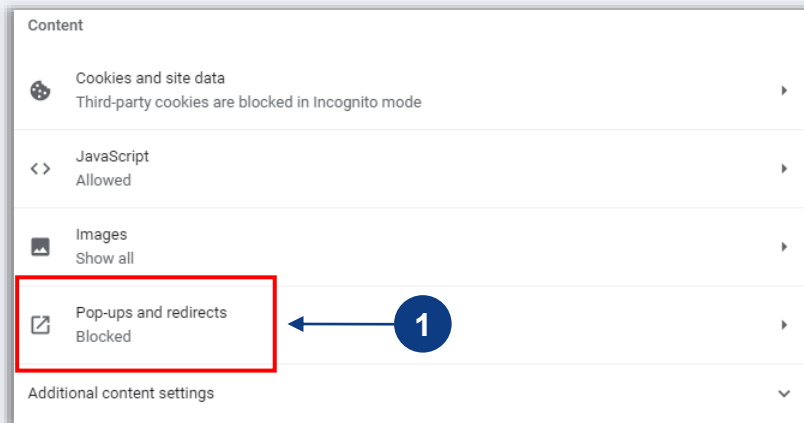 Content
Cookies and site data
Third-party cookies are blocked in Incognito mode
JavaScript
Allowed
Images
Show all
Pop-ups and redirects
Blocked
1
Additional content settings